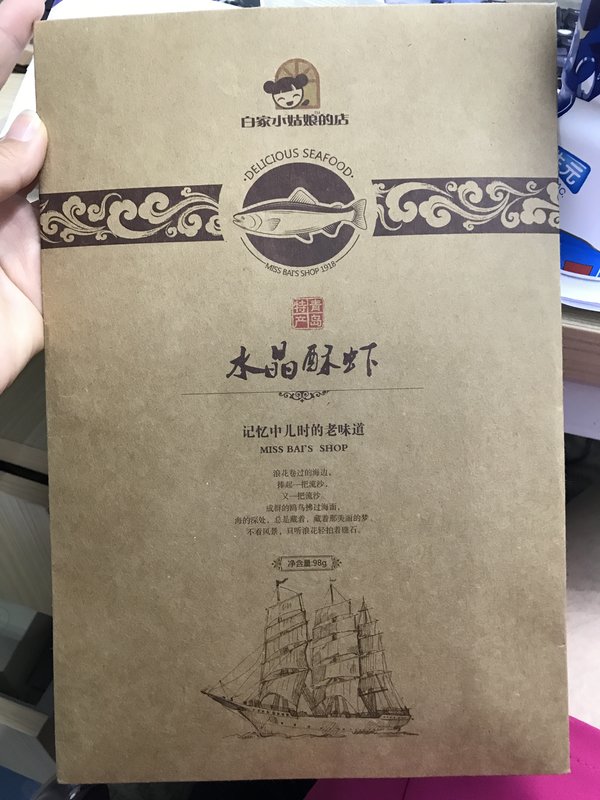 白家小姑娘的店
·DELICIOUS SEAFOOD·
MISS BAI'S SHOP 1918
青岛
特产
水晶酥虾
记忆中儿时的老味道
MISS BAI'S SHOP
浪花卷过的海边，
捧起一把流沙，
又一把流沙。
成群的鸥鸟拂过海面，
海的深处，总是藏着，藏着那美丽的梦，
不看风景，只听浪花轻拍着礁石。
净含量:98g